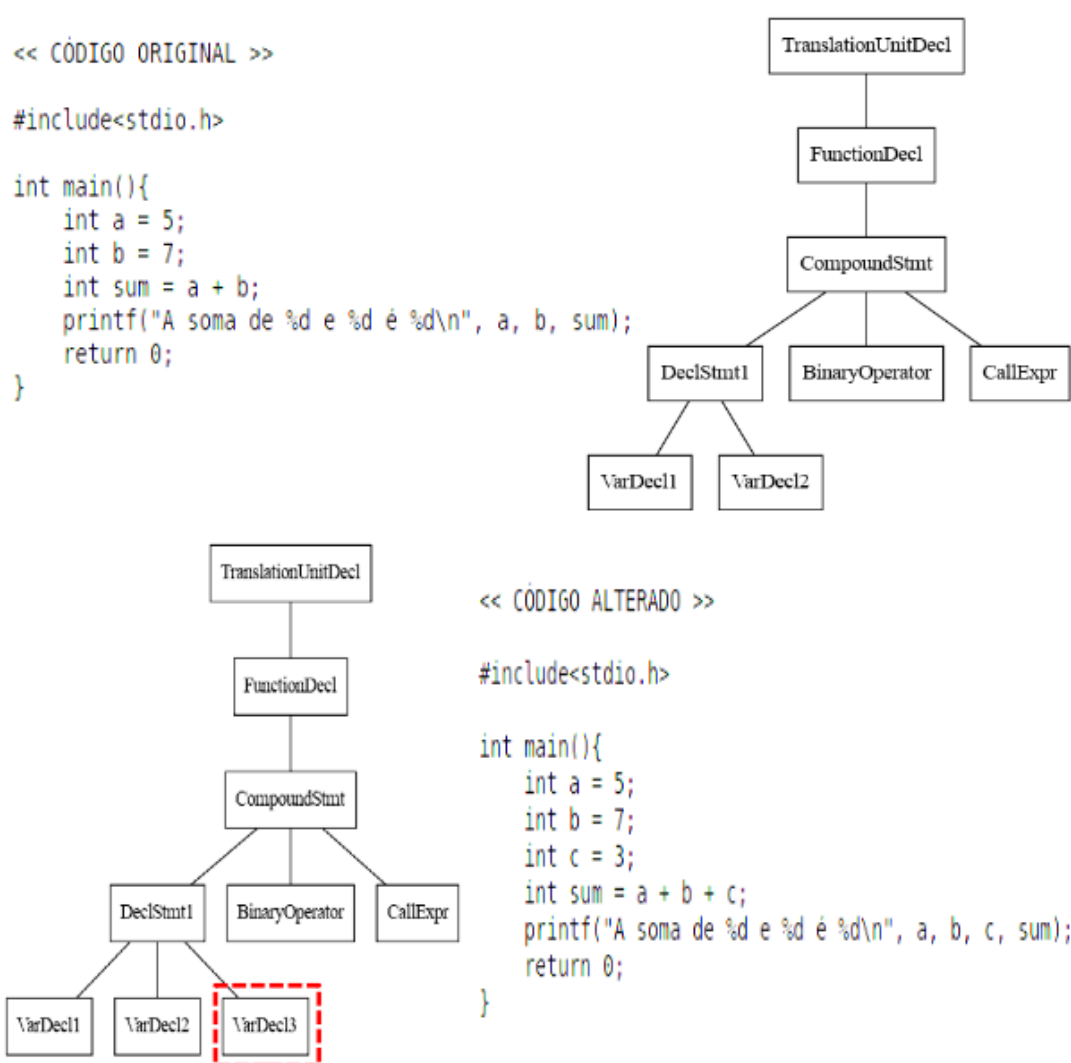 << CÓDIGO ORIGINAL >>
#include<stdio.h>
int main(){
    int a = 5;
    int b = 7;
    int sum = a + b;
    printf("A soma de %d e %d é %d\n", a, b, sum);
    return 0;
}
TranslationUnitDecl
FunctionDecl
CompoundStmt
DeclStmt1 BinaryOperator CallExpr
VarDecl1 VarDecl2
TranslationUnitDecl
FunctionDecl
CompoundStmt
DeclStmt1 BinaryOperator CallExpr
VarDecl1 VarDecl2 VarDecl3
<< CÓDIGO ALTERADO >>
#include<stdio.h>
int main(){
    int a = 5;
    int b = 7;
    int c = 3;
    int sum = a + b + c;
    printf("A soma de %d e %d é %d\n", a, b, c, sum);
    return 0;
}